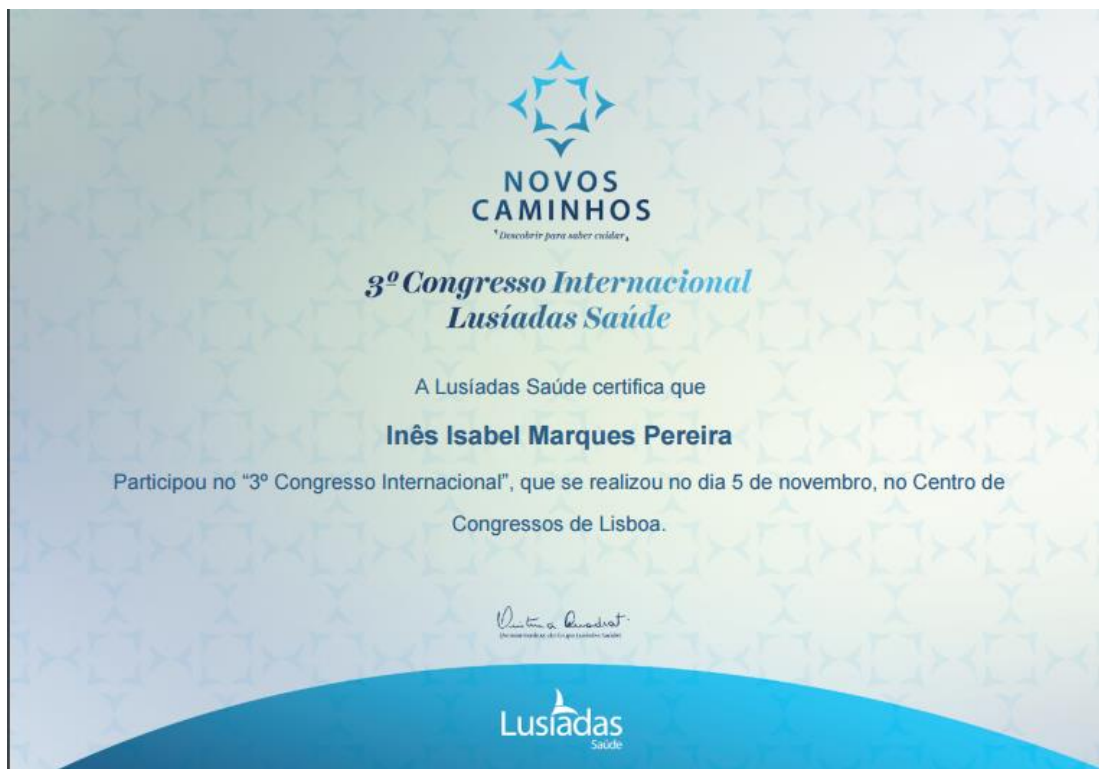 NOVOS
CAMINHOS
"Descobrir para saber cuidar"
3º Congresso Internacional
Lusíadas Saúde
A Lusíadas Saúde certifica que
Inês Isabel Marques Pereira
Participou no “3º Congresso Internacional”, que se realizou no dia 5 de novembro, no Centro de
Congressos de Lisboa.
Lusíadas
Saúde